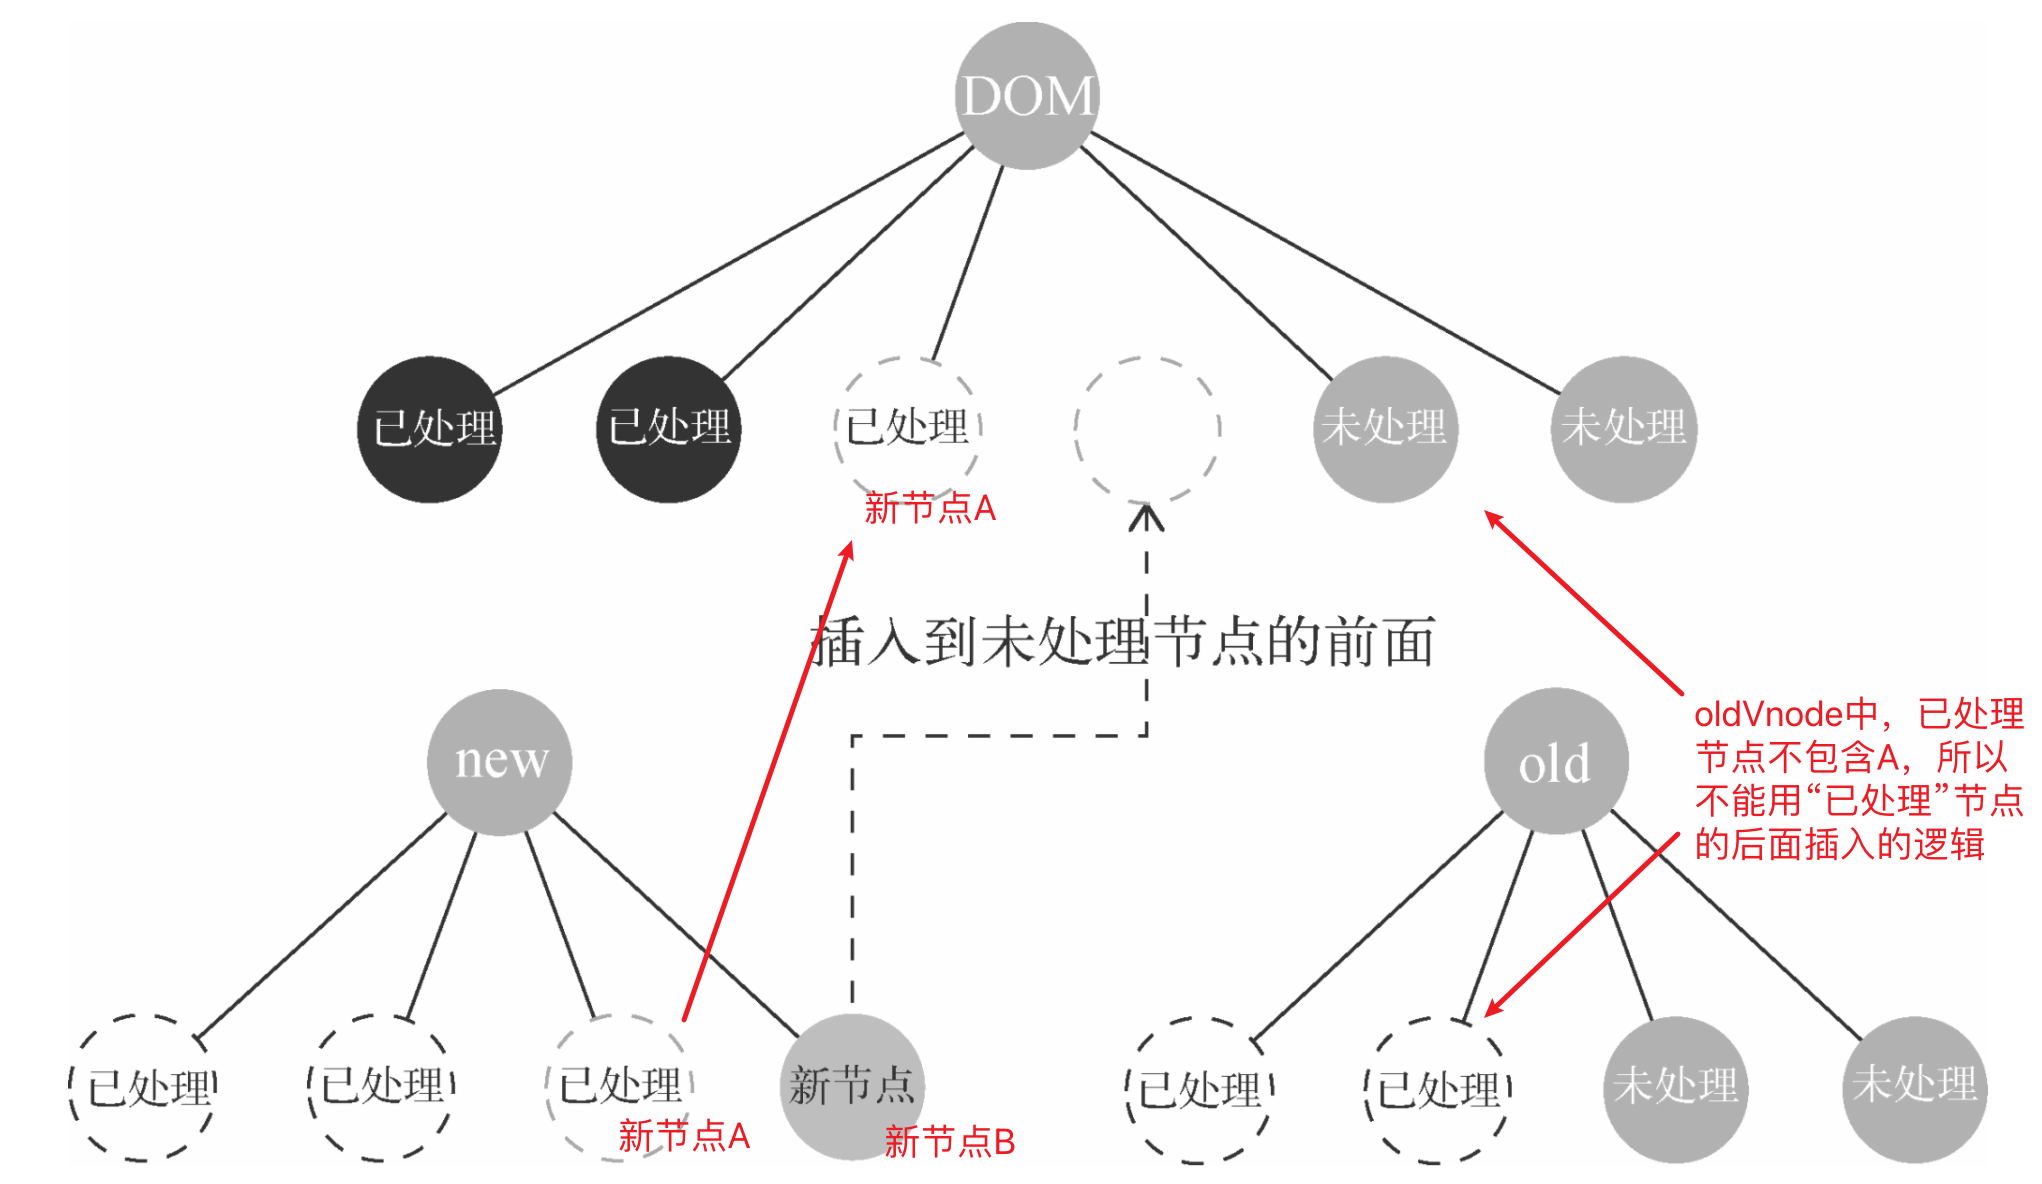 DOM
已处理
已处理
已处理
未处理
未处理
新节点A
插入到未处理节点的前面
new
old
oldVnode中，已处理
节点不包含A，所以
不能用“已处理”节点
的后面插入的逻辑
已处理
已处理
已处理
新节点
已处理
已处理
未处理
未处理
新节点A
新节点B